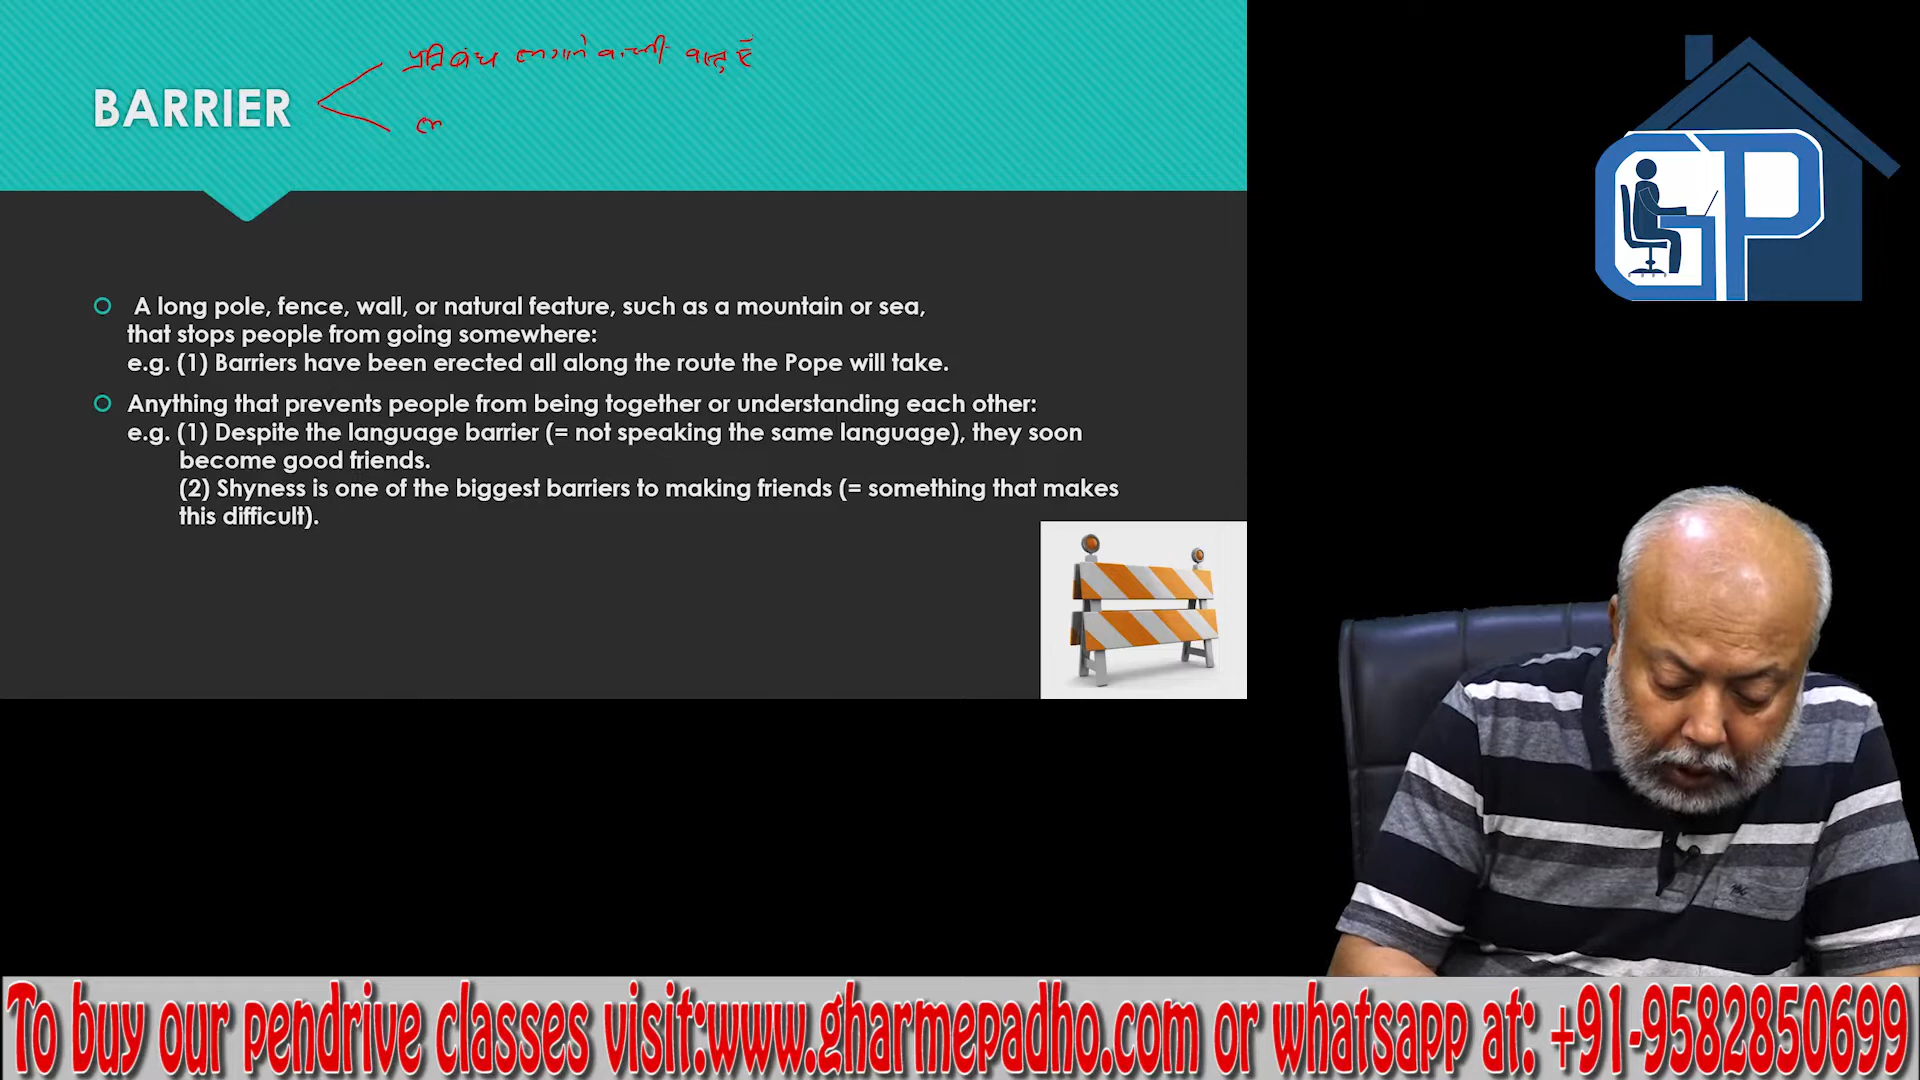 प्रतिबंध लगाने वाली वस्तुएँ
BARRIER
ल
GP
A long pole, fence, wall, or natural feature, such as a mountain or sea,
that stops people from going somewhere:
e.g. (1) Barriers have been erected all along the route the Pope will take.
Anything that prevents people from being together or understanding each other:
e.g. (1) Despite the language barrier (= not speaking the same language), they soon
become good friends.
(2) Shyness is one of the biggest barriers to making friends (= something that makes
this difficult).
To buy our pendrive classes visit:www.gharmepadho.com or whatsapp at: +91-9582850699